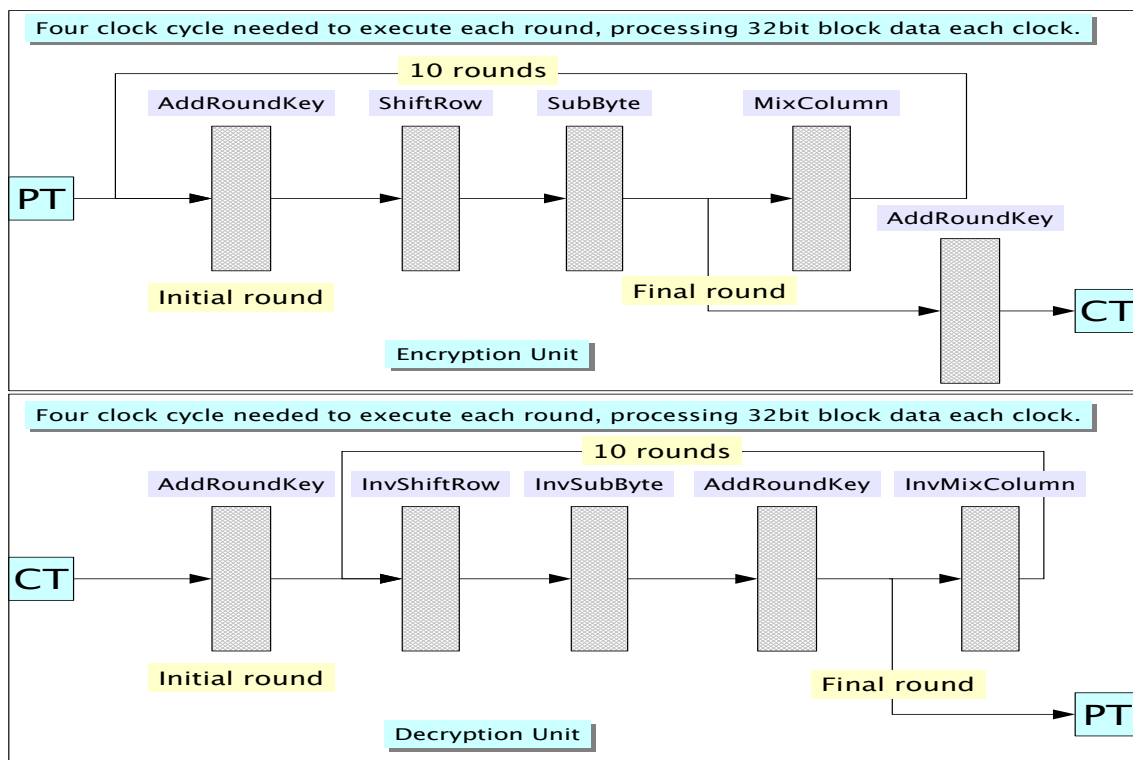 Four clock cycle needed to execute each round, processing 32bit block data each clock.
10 rounds
AddRoundKey
ShiftRow
SubByte
MixColumn
PT
AddRoundKey
Initial round
Final round
CT
Encryption Unit
Four clock cycle needed to execute each round, processing 32bit block data each clock.
10 rounds
AddRoundKey
InvShiftRow
InvSubByte
AddRoundKey
InvMixColumn
CT
Initial round
Final round
PT
Decryption Unit